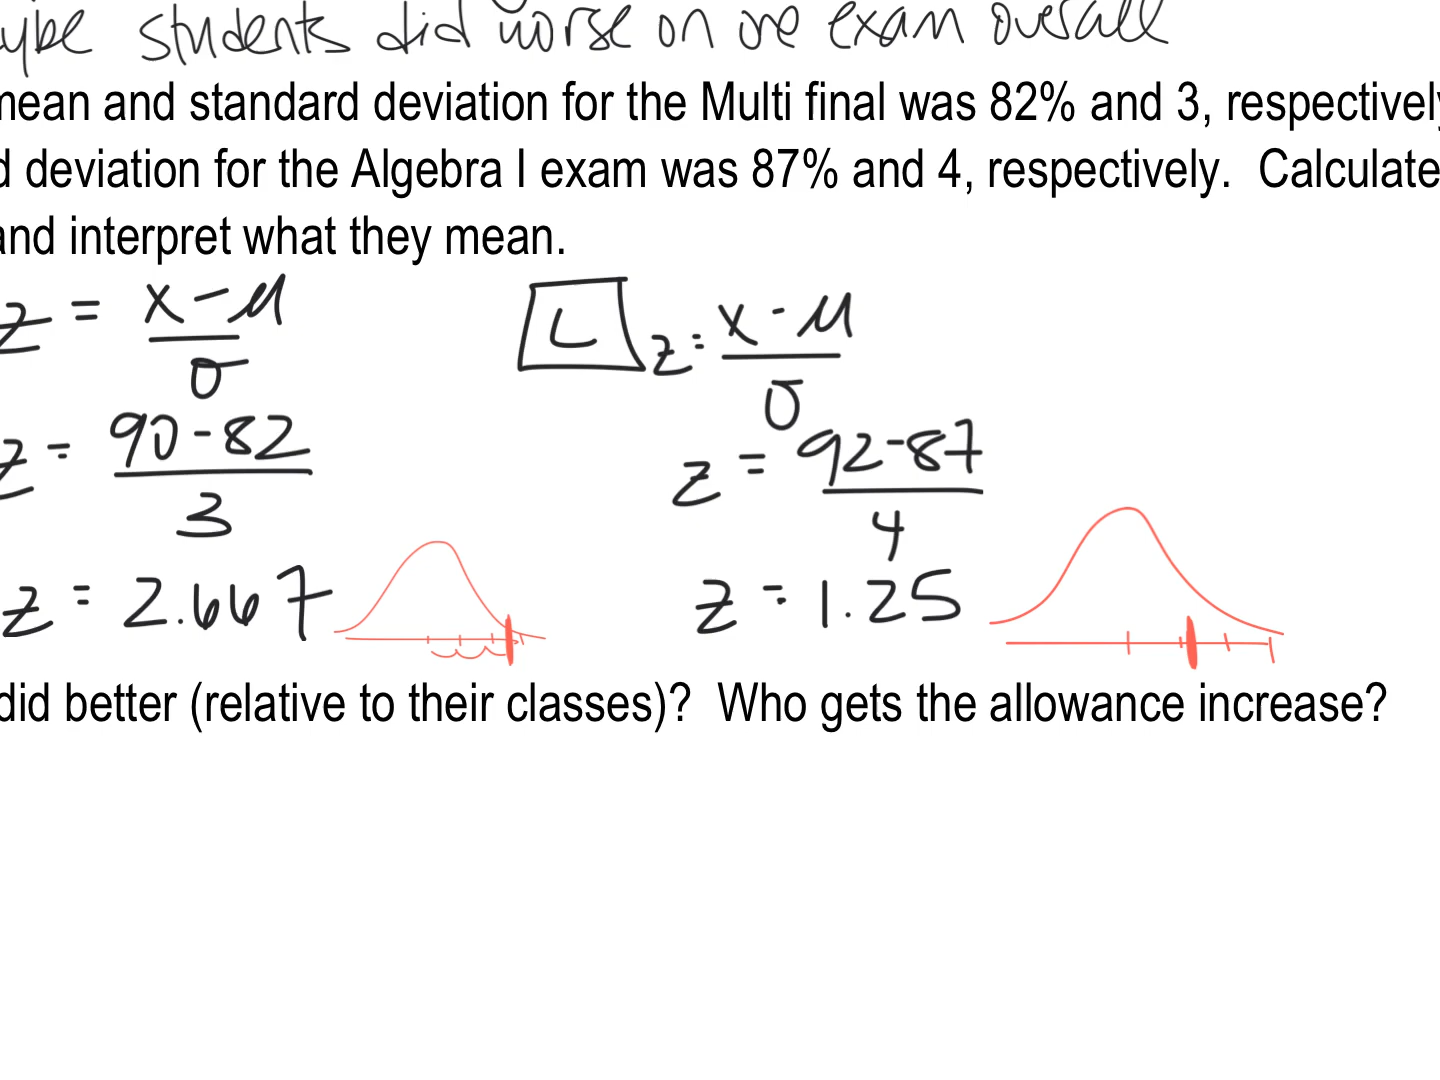 ybe students did worse on one exam overall
mean and standard deviation for the Multi final was 82% and 3, respectively
d deviation for the Algebra I exam was 87% and 4, respectively. Calculate
and interpret what they mean.
z = x-μ/σ
L z = x-μ/σ
z = 90-82/3
z = 92-87/4
z = 2.667
z = 1.25
did better (relative to their classes)? Who gets the allowance increase?